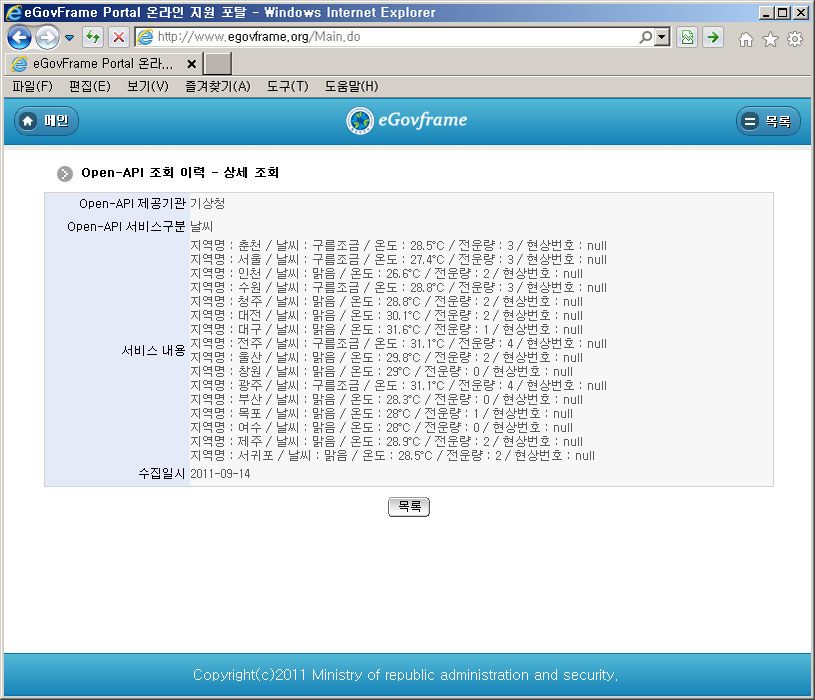 eGovFrame Portal 온라인 지원 포탈 - Windows Internet Explorer
http://www.egovframe.org/Main.do
eGovFrame Portal 온라...
파일(F) 편집(E) 보기(V) 즐겨찾기(A) 도구(T) 도움말(H)
메인 eGovframe 목록
Open-API 조회 이력 - 상세 조회
Open-API 제공기관 기상청
Open-API 서비스구분 날씨
지역명 : 춘천 / 날씨 : 구름조금 / 온도 : 28.5℃ / 전운량 : 3 / 현상번호 : null
지역명 : 서울 / 날씨 : 구름조금 / 온도 : 27.4℃ / 전운량 : 3 / 현상번호 : null
지역명 : 인천 / 날씨 : 맑음 / 온도 : 26.6℃ / 전운량 : 2 / 현상번호 : null
지역명 : 수원 / 날씨 : 구름조금 / 온도 : 28.8℃ / 전운량 : 3 / 현상번호 : null
지역명 : 청주 / 날씨 : 맑음 / 온도 : 28.8℃ / 전운량 : 2 / 현상번호 : null
지역명 : 대전 / 날씨 : 맑음 / 온도 : 30.1℃ / 전운량 : 2 / 현상번호 : null
지역명 : 대구 / 날씨 : 맑음 / 온도 : 31.6℃ / 전운량 : 1 / 현상번호 : null
지역명 : 전주 / 날씨 : 구름조금 / 온도 : 31.1℃ / 전운량 : 4 / 현상번호 : null
서비스 내용
지역명 : 울산 / 날씨 : 맑음 / 온도 : 29.8℃ / 전운량 : 2 / 현상번호 : null
지역명 : 창원 / 날씨 : 맑음 / 온도 : 29℃ / 전운량 : 0 / 현상번호 : null
지역명 : 광주 / 날씨 : 구름조금 / 온도 : 31.1℃ / 전운량 : 4 / 현상번호 : null
지역명 : 부산 / 날씨 : 맑음 / 온도 : 28.3℃ / 전운량 : 0 / 현상번호 : null
지역명 : 목포 / 날씨 : 맑음 / 온도 : 28℃ / 전운량 : 1 / 현상번호 : null
지역명 : 여수 / 날씨 : 맑음 / 온도 : 28℃ / 전운량 : 0 / 현상번호 : null
지역명 : 제주 / 날씨 : 맑음 / 온도 : 28.9℃ / 전운량 : 2 / 현상번호 : null
지역명 : 서귀포 / 날씨 : 맑음 / 온도 : 28.5℃ / 전운량 : 2 / 현상번호 : null
수집일시 2011-09-14
목록
Copyright(c)2011 Ministry of republic administration and security.